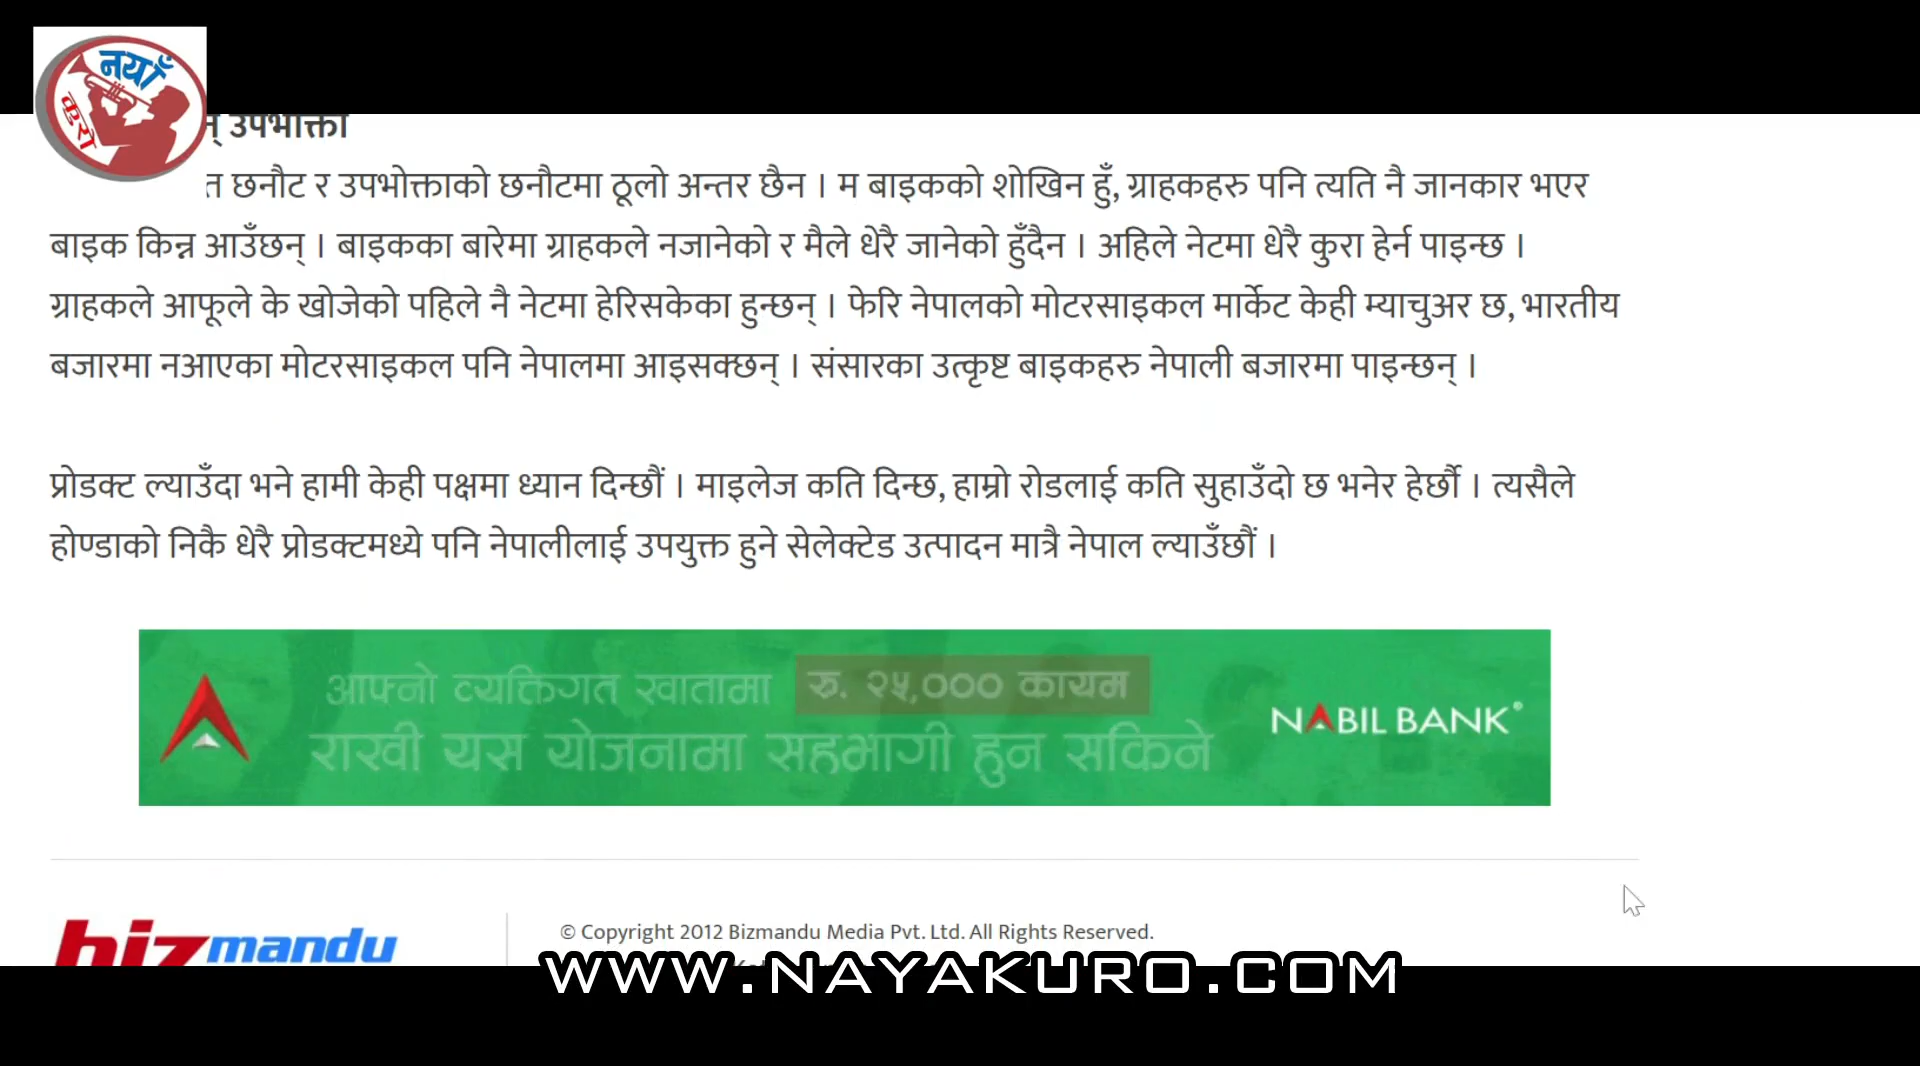 नयाँ
कुरो
न् उपभोक्ता
त छनौट र उपभोक्ताको छनौटमा ठूलो अन्तर छैन । म बाइकको शोखिन हुँ, ग्राहकहरु पनि त्यति नै जानकार भएर
बाइक किन्न आउँछन् । बाइकका बारेमा ग्राहकले नजानेको र मैले धेरै जानेको हुँदैन । अहिले नेटमा धेरै कुरा हेर्न पाइन्छ ।
ग्राहकले आफूले के खोजेको पहिले नै नेटमा हेरिसकेका हुन्छन् । फेरि नेपालको मोटरसाइकल मार्केट केही म्याचुअर छ, भारतीय
बजारमा नआएका मोटरसाइकल पनि नेपालमा आइसक्छन् । संसारका उत्कृष्ट बाइकहरु नेपाली बजारमा पाइन्छन् ।
प्रोडक्ट ल्याउँदा भने हामी केही पक्षमा ध्यान दिन्छौं । माइलेज कति दिन्छ, हाम्रो रोडलाई कति सुहाउँदो छ भनेर हेर्छौ । त्यसैले
होण्डाको निकै धेरै प्रोडक्टमध्ये पनि नेपालीलाई उपयुक्त हुने सेलेक्टेड उत्पादन मात्रै नेपाल ल्याउँछौं ।
आफ्नो व्यक्तिगत खातामा रु. २५,००० कायम
राखी यस योजनामा सहभागी हुन सकिने
NABIL BANK®
bizmandu
© Copyright 2012 Bizmandu Media Pvt. Ltd. All Rights Reserved.
WWW.NAYAKURO.COM